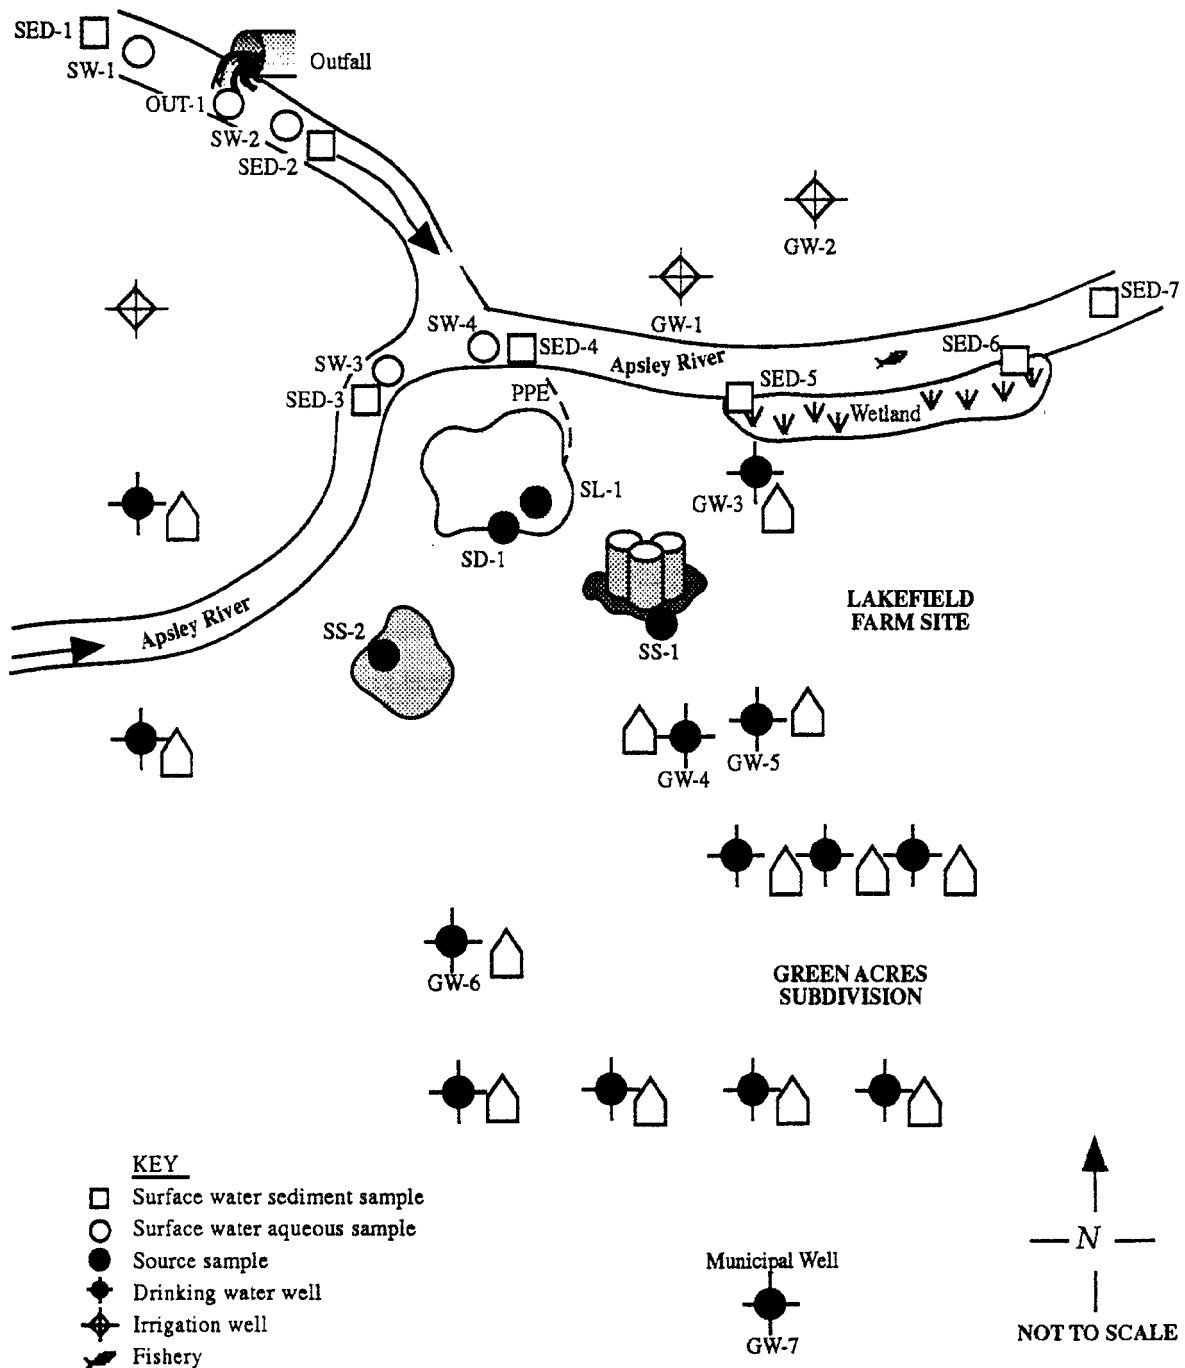 SED-1
SW-1
Outfall
OUT-1
SW-2
SED-2
GW-2
SED-7
GW-1
SW-4
SED-4
Apsley River
SED-6
SW-3
SED-3
PPE
SED-5
Wetland
SL-1
GW-3
SD-1
LAKEFIELD
FARM SITE
Apsley River
SS-2
SS-1
GW-4
GW-5
GW-6
GREEN ACRES
SUBDIVISION
KEY
Surface water sediment sample
Surface water aqueous sample
Source sample
Drinking water well
Irrigation well
Fishery
Municipal Well
GW-7
N
NOT TO SCALE